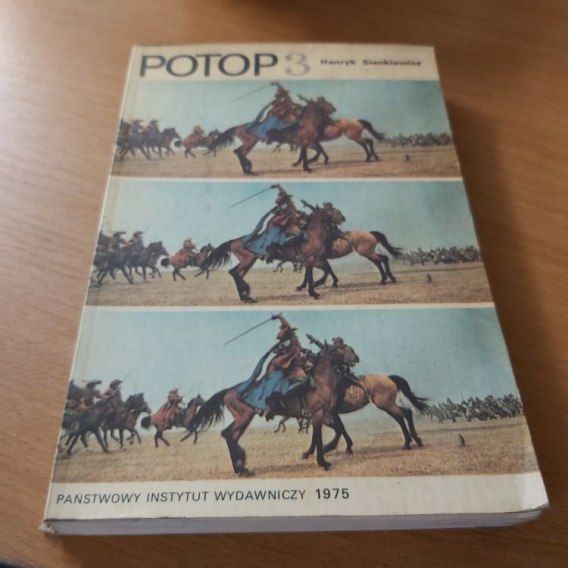 POTOP 3 Henryk Sienkiewicz
PAŃSTWOWY INSTYTUT WYDAWNICZY 1975